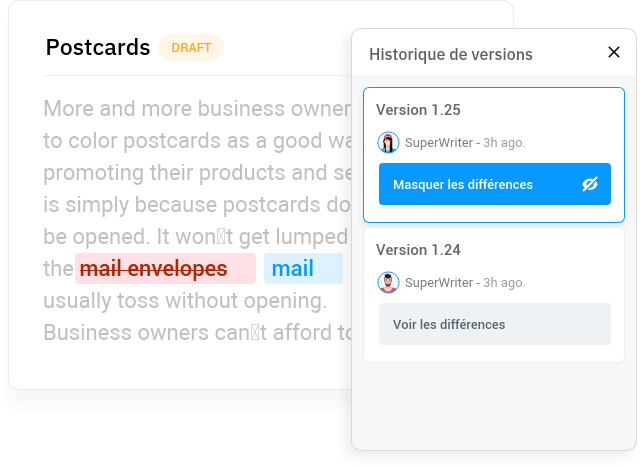 Postcards DRAFT
More and more business owner
to color postcards as a good wa
promoting their products and se
is simply because postcards do
be opened. It won▯t get lumped
the mail envelopes mail
usually toss without opening.
Business owners can▯t afford to
Historique de versions
Version 1.25
SuperWriter - 3h ago.
Masquer les différences
Version 1.24
SuperWriter - 3h ago.
Voir les différences